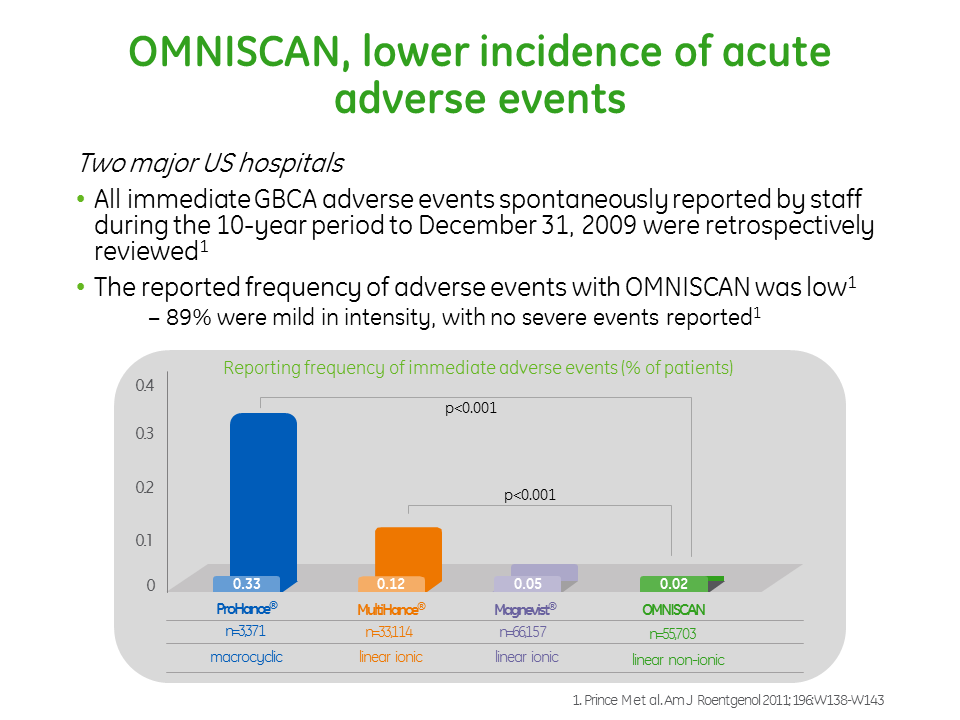 OMNISCAN, lower incidence of acute
adverse events
Two major US hospitals
• All immediate GBCA adverse events spontaneously reported by staff
during the 10-year period to December 31, 2009 were retrospectively
reviewed1
• The reported frequency of adverse events with OMNISCAN was low1
– 89% were mild in intensity, with no severe events reported1
Reporting frequency of immediate adverse events (% of patients)
0.4
p<0.001
0.3
0.2
p<0.001
0.1
0
0.33 0.12 0.05 0.02
ProHance® MultiHance® Magnevist® OMNISCAN
n=3,371 n=33,114 n=66,157 n=55,703
macrocyclic linear ionic linear ionic linear non-ionic
1. Prince M et al. Am J Roentgenol 2011; 196:W138-W143